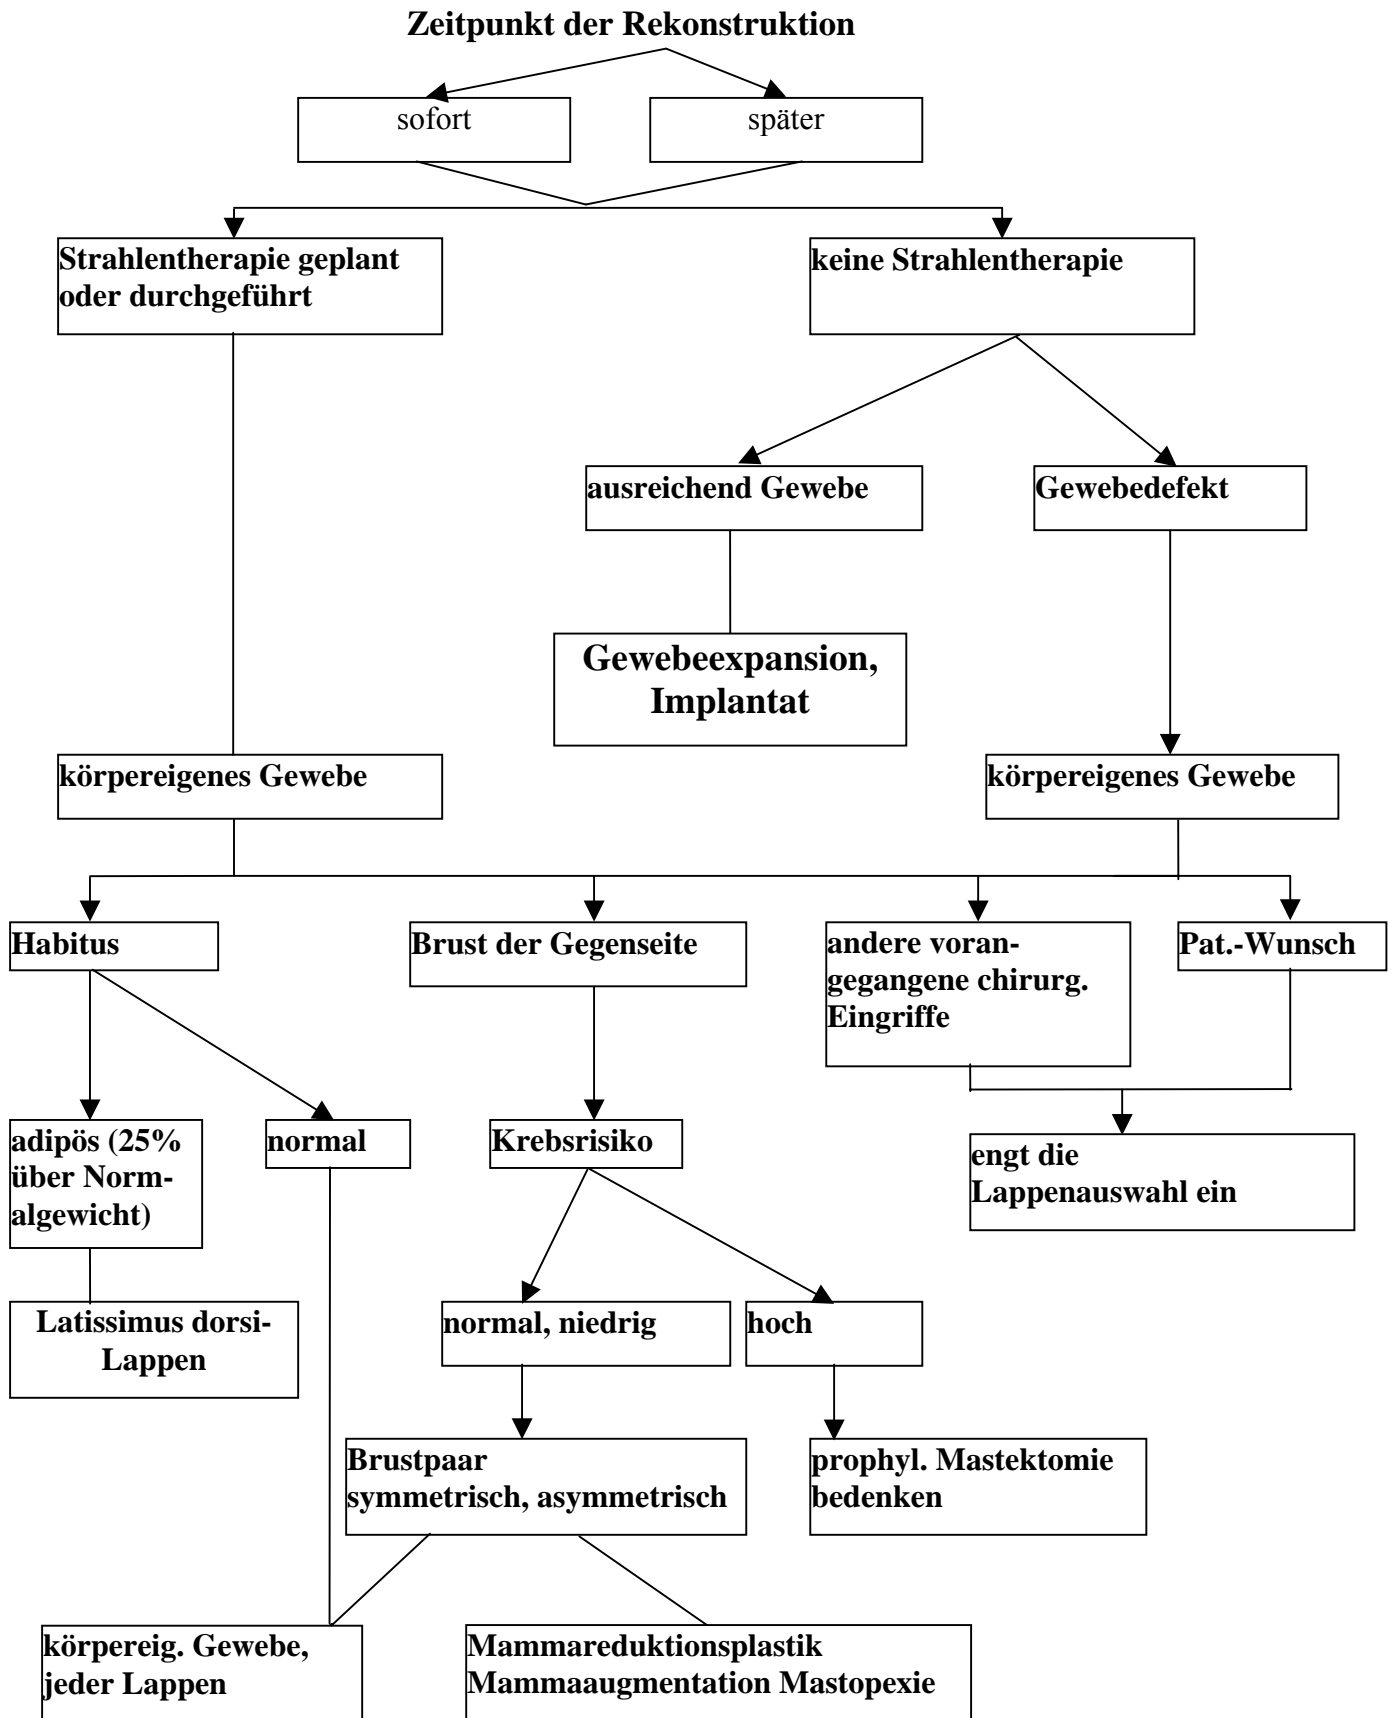 Zeitpunkt der Rekonstruktion
sofort
später
Strahlentherapie geplant
oder durchgeführt
keine Strahlentherapie
ausreichend Gewebe
Gewebedefekt
Gewebeexpansion,
Implantat
körpereigenes Gewebe
körpereigenes Gewebe
Habitus
Brust der Gegenseite
andere voran-
gegangene chirurg.
Eingriffe
Pat.-Wunsch
adipös (25%
über Norm-
algewicht)
normal
Krebsrisiko
engt die
Lappenauswahl ein
Latissimus dorsi-
Lappen
normal, niedrig
hoch
Brustpaar
symmetrisch, asymmetrisch
prophyl. Mastektomie
bedenken
körpereig. Gewebe,
jeder Lappen
Mammareduktionsplastik
Mammaaugmentation Mastopexie